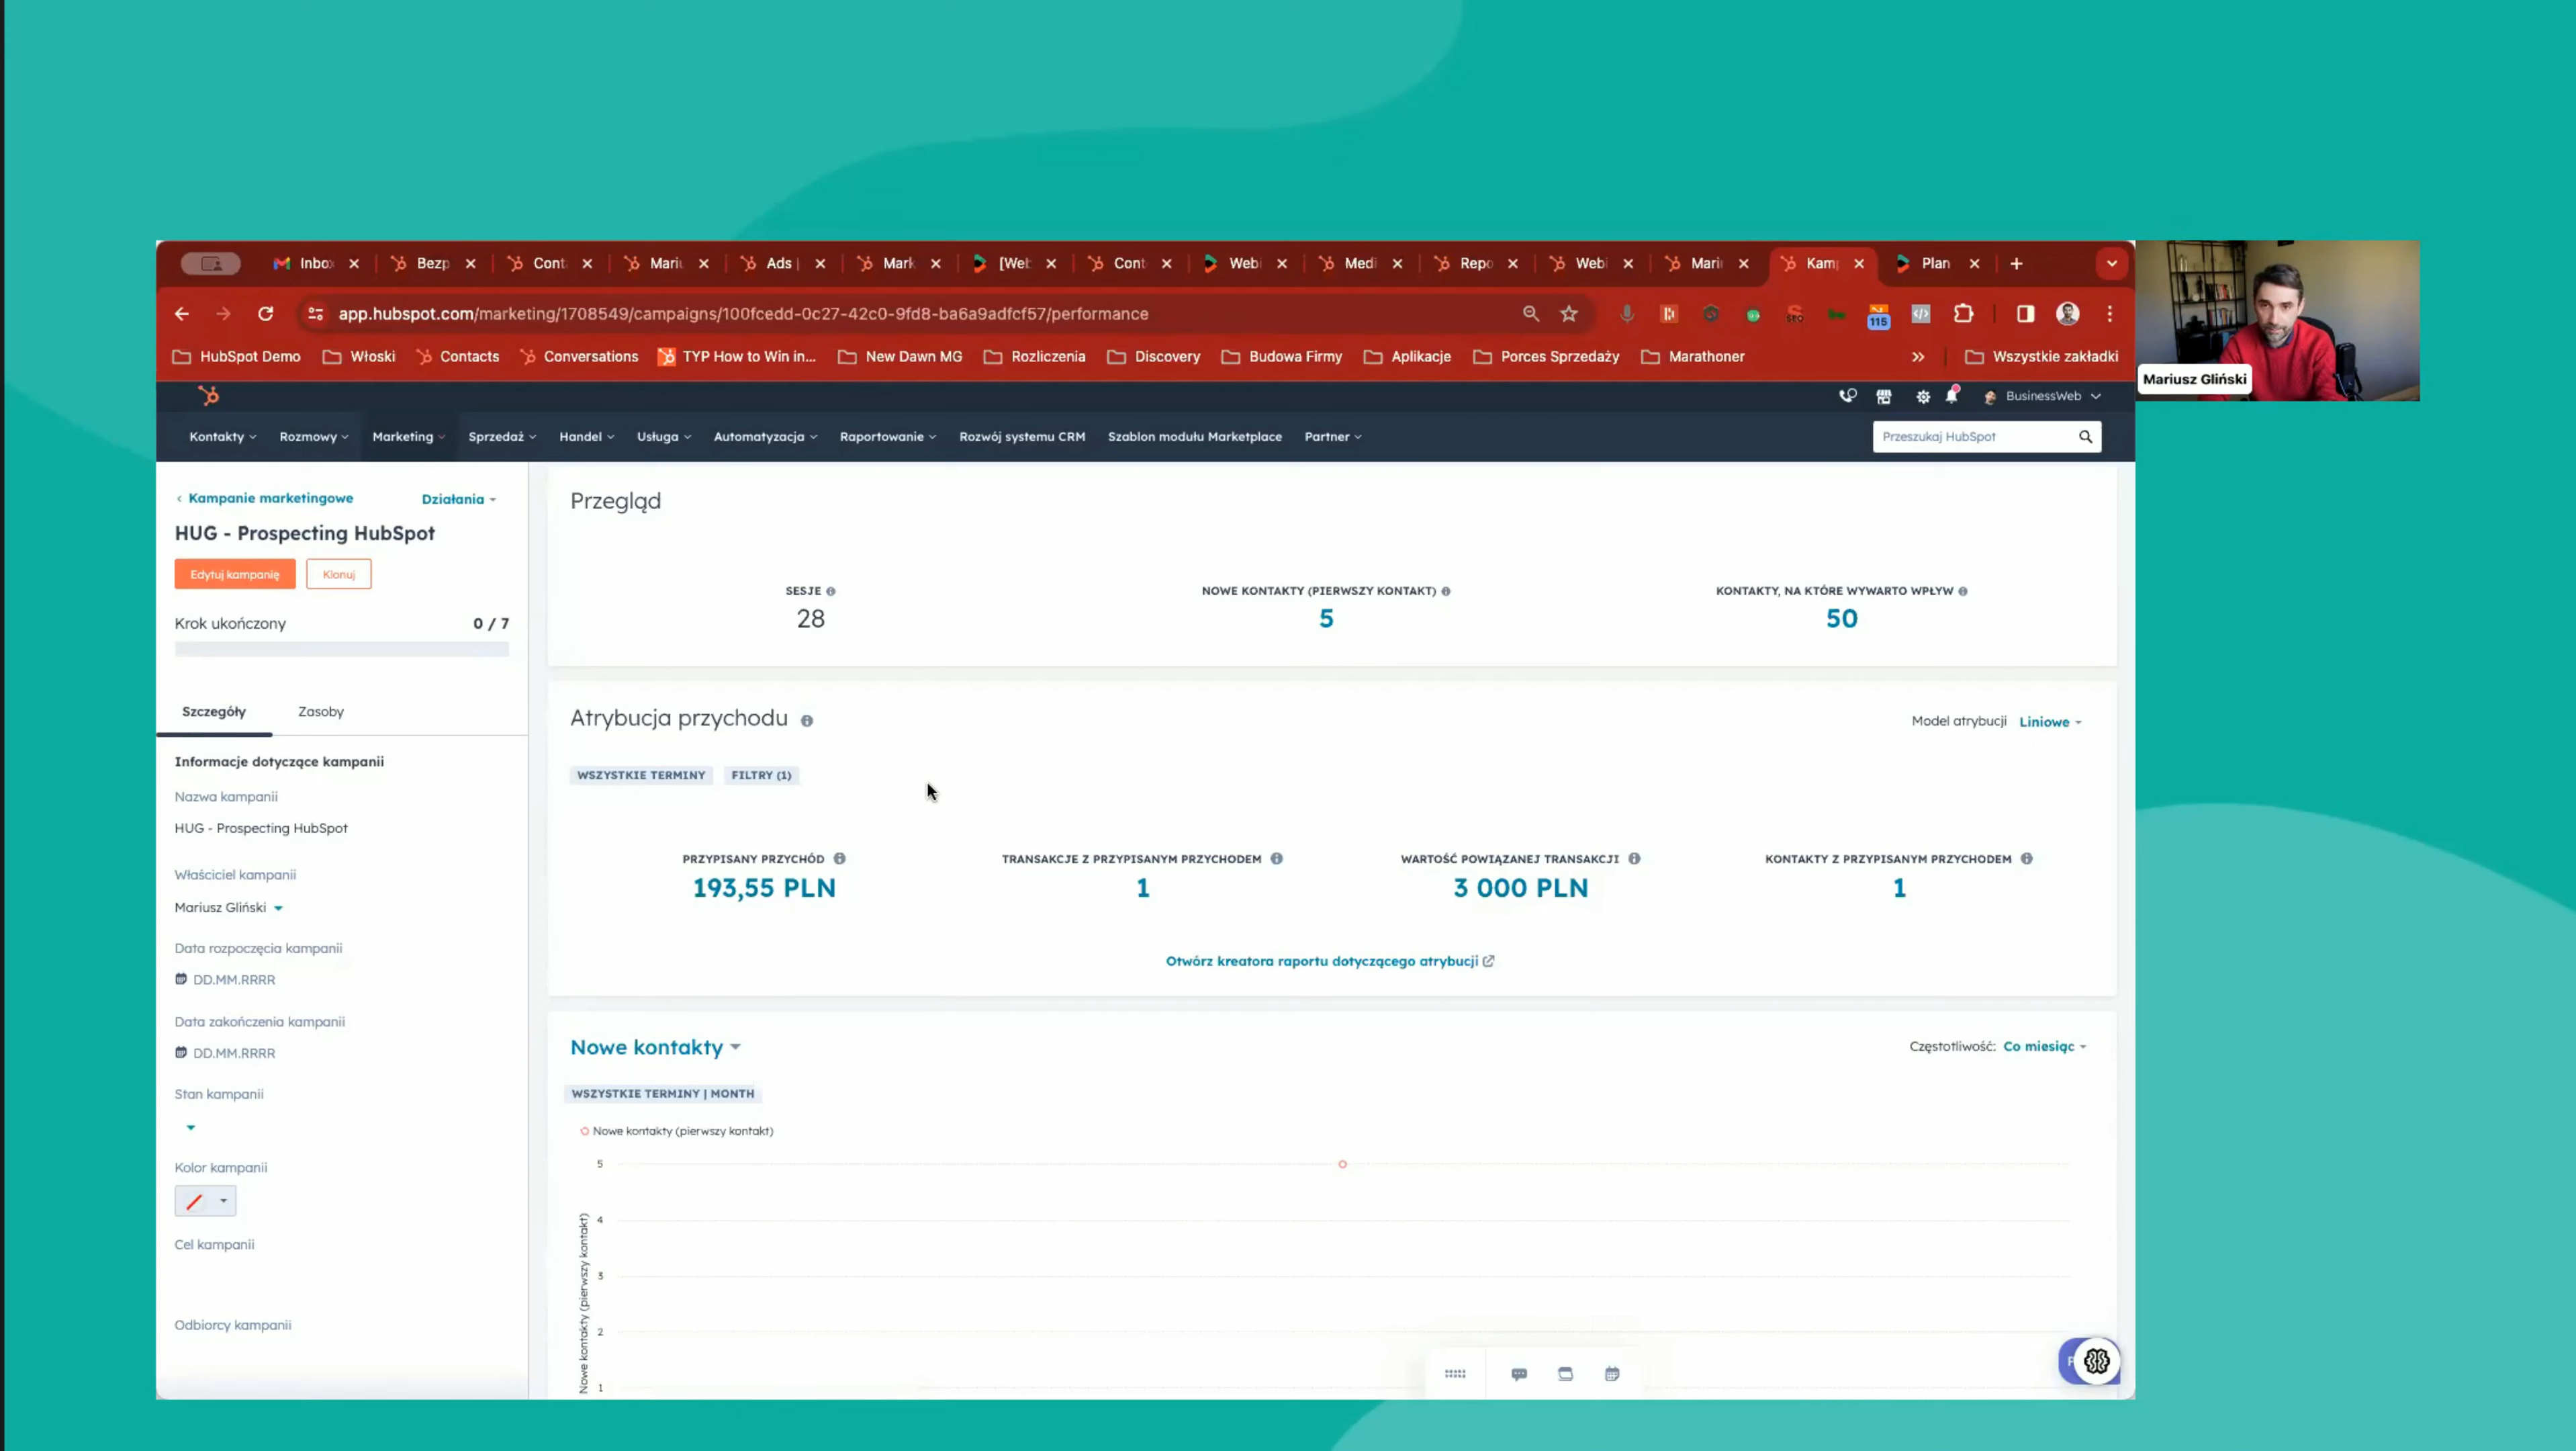 Inbo
Bezp
Cont
Mariu
Ads |
Mark
[Web
Cont
Webi
Medi
Repo
Webi
Mari
Kamp
Plan
app.hubspot.com/marketing/1708549/campaigns/100fcedd-0c27-42c0-9fd8-ba6a9adfcf57/performance
115
HubSpot Demo
Włoski
Contacts
Conversations
TYP How to Win in...
New Dawn MG
Rozliczenia
Discovery
Budowa Firmy
Aplikacje
Porces Sprzedaży
Marathoner
Wszystkie zakładki
Mariusz Gliński
BusinessWeb
Kontakty
Rozmowy
Marketing
Sprzedaż
Handel
Usługa
Automatyzacja
Raportowanie
Rozwój systemu CRM
Szablon modułu Marketplace
Partner
Przeszukaj HubSpot
Kampanie marketingowe
Działania
HUG - Prospecting HubSpot
Edytuj kampanię
Klonuj
Krok ukończony 0 / 7
Szczegóły
Zasoby
Informacje dotyczące kampanii
Nazwa kampanii
HUG - Prospecting HubSpot
Właściciel kampanii
Mariusz Gliński
Data rozpoczęcia kampanii
DD.MM.RRRR
Data zakończenia kampanii
DD.MM.RRRR
Stan kampanii
Kolor kampanii
Cel kampanii
Odbiorcy kampanii
Przegląd
SESJE
28
NOWE KONTAKTY (PIERWSZY KONTAKT)
5
KONTAKTY, NA KTÓRE WYWARTO WPŁYW
50
Atrybucja przychodu
Model atrybucji Liniowe
WSZYSTKIE TERMINY
FILTRY (1)
PRZYPISANY PRZYCHÓD
193,55 PLN
TRANSAKCJE Z PRZYPISANYM PRZYCHODEM
1
WARTOŚĆ POWIĄZANEJ TRANSAKCJI
3 000 PLN
KONTAKTY Z PRZYPISANYM PRZYCHODEM
1
Otwórz kreatora raportu dotyczącego atrybucji
Nowe kontakty
Częstotliwość: Co miesiąc
WSZYSTKIE TERMINY | MONTH
Nowe kontakty (pierwszy kontakt)
Nowe kontakty (pierwszy kontakt)
5
4
3
2
1